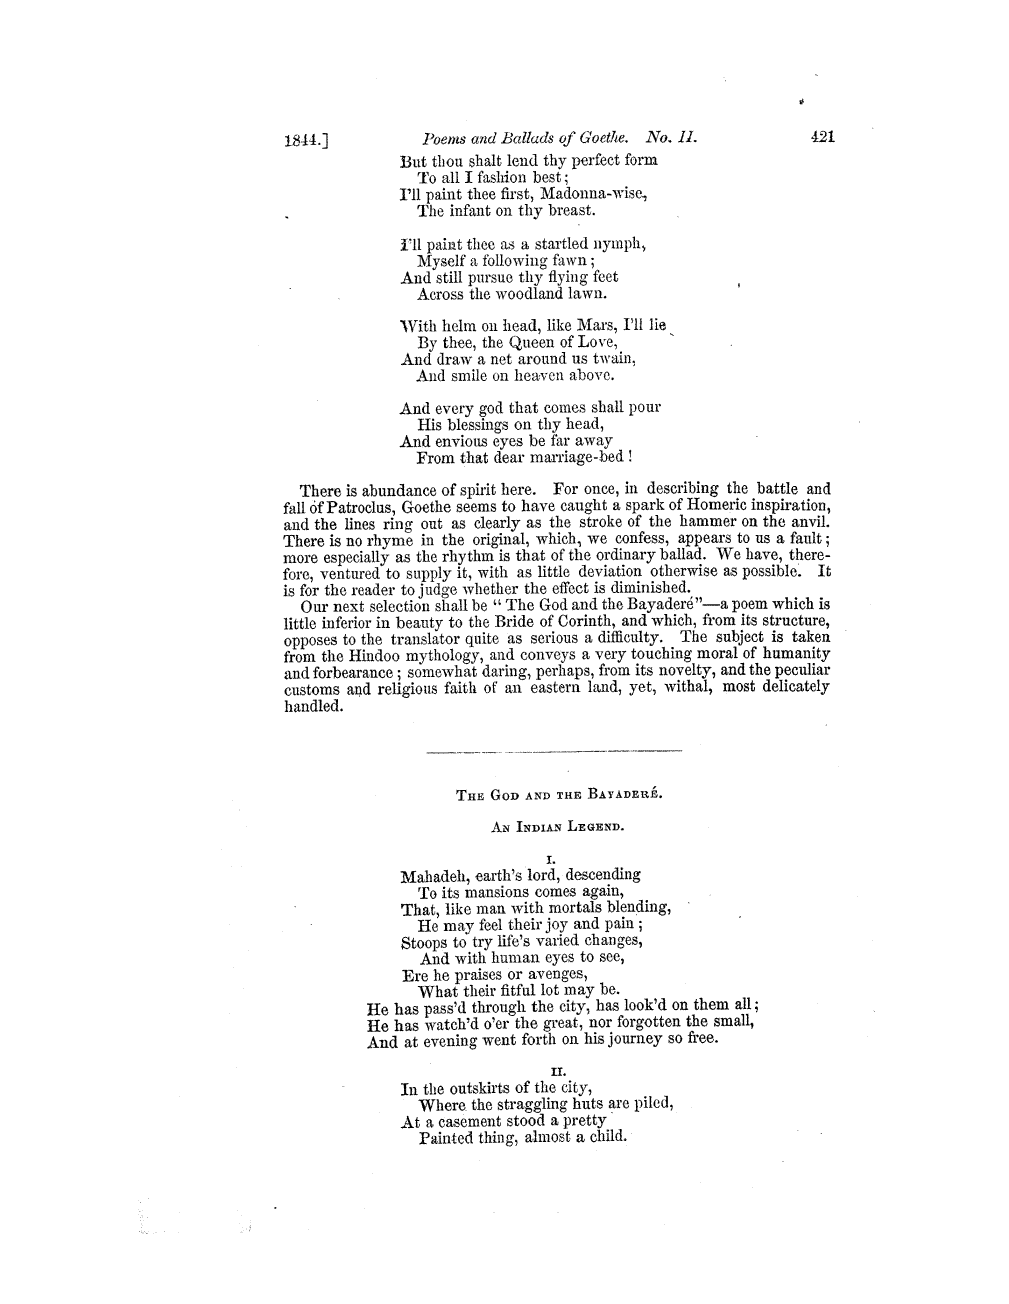 1844.] Poems and Ballads of Goethe. No. II. 421
But thou shalt lend thy perfect form
To all I fashion best;
I'll paint thee first, Madonna-wise,
The infant on thy breast.
I'll paint thee as a startled nymph,
Myself a following fawn;
And still pursue thy flying feet
Across the woodland lawn.
With helm on head, like Mars, I'll lie
By thee, the Queen of Love,
And draw a net around us twain,
And smile on heaven above.
And every god that comes shall pour
His blessings on thy head,
And envious eyes be far away
From that dear marriage-bed!
There is abundance of spirit here. For once, in describing the battle and
fall of Patroclus, Goethe seems to have caught a spark of Homeric inspiration,
and the lines ring out as clearly as the stroke of the hammer on the anvil.
There is no rhyme in the original, which, we confess, appears to us a fault;
more especially as the rhythm is that of the ordinary ballad. We have, there-
fore, ventured to supply it, with as little deviation otherwise as possible. It
is for the reader to judge whether the effect is diminished.
Our next selection shall be "The God and the Bayaderé"—a poem which is
little inferior in beauty to the Bride of Corinth, and which, from its structure,
opposes to the translator quite as serious a difficulty. The subject is taken
from the Hindoo mythology, and conveys a very touching moral of humanity
and forbearance; somewhat daring, perhaps, from its novelty, and the peculiar
customs and religious faith of an eastern land, yet, withal, most delicately
handled.
The God and the Bayaderé.
An Indian Legend.
I.
Mahadeh, earth's lord, descending
To its mansions comes again,
That, like man with mortals blending,
He may feel their joy and pain;
Stoops to try life's varied changes,
And with human eyes to see,
Ere he praises or avenges,
What their fitful lot may be.
He has pass'd through the city, has look'd on them all;
He has watch'd o'er the great, nor forgotten the small,
And at evening went forth on his journey so free.
II.
In the outskirts of the city,
Where the straggling huts are piled,
At a casement stood a pretty
Painted thing, almost a child.